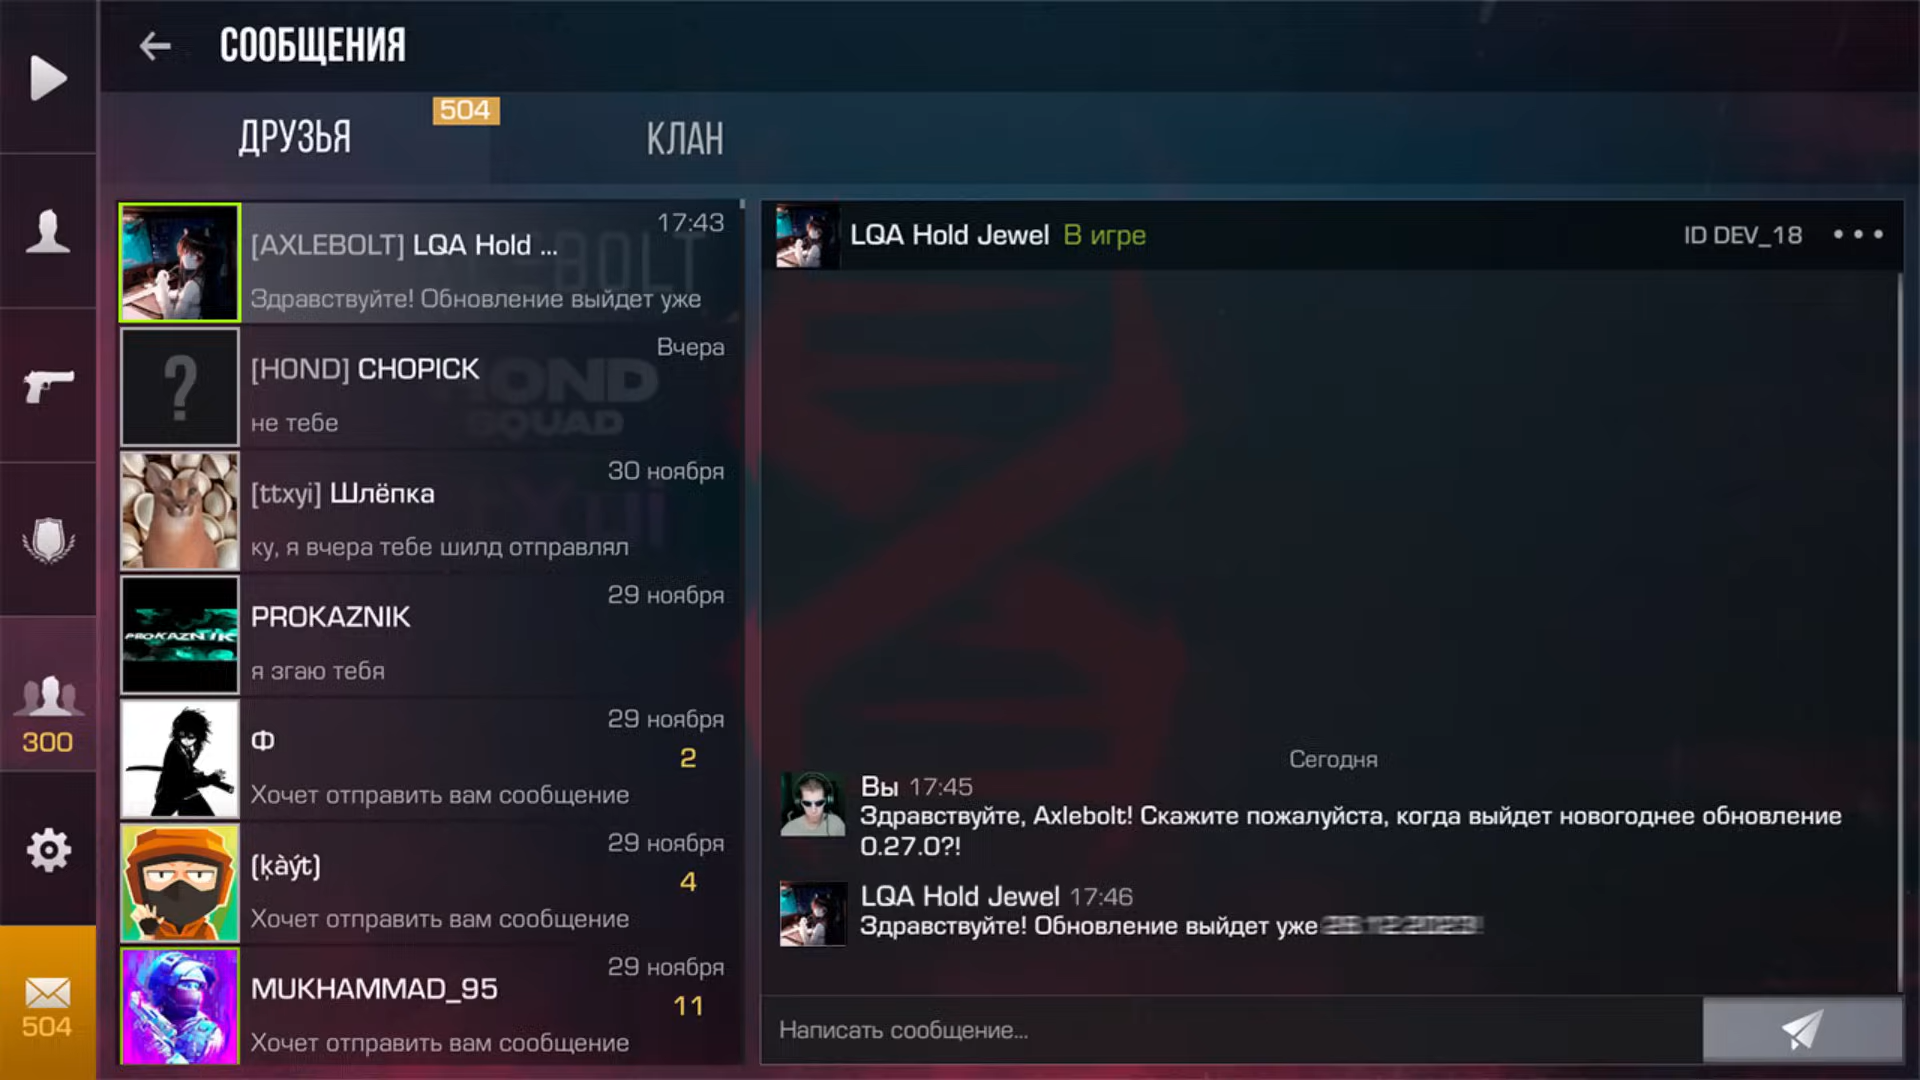 СООБЩЕНИЯ
ДРУЗЬЯ
504
КЛАН
[AXLEBOLT] LQA Hold ...
17:43
Здравствуйте! Обновление выйдет уже
[HOND] CHOPICK
Вчера
HOND
SQUAD
не тебе
[ttxyi] Шлёпка
30 ноября
ку, я вчера тебе шилд отправлял
PROKAZNIK
29 ноября
PROKAZNIK
я згаю тебя
Ф
29 ноября
2
Хочет отправить вам сообщение
(ķàýt)
29 ноября
4
Хочет отправить вам сообщение
MUKHAMMAD_95
29 ноября
11
Хочет отправить вам сообщение
300
504
LQA Hold Jewel В игре
ID DEV_18
Сегодня
Вы 17:45
Здравствуйте, Axlebolt! Скажите пожалуйста, когда выйдет новогоднее обновление
0.27.0?!
LQA Hold Jewel 17:46
Здравствуйте! Обновление выйдет уже
Написать сообщение...